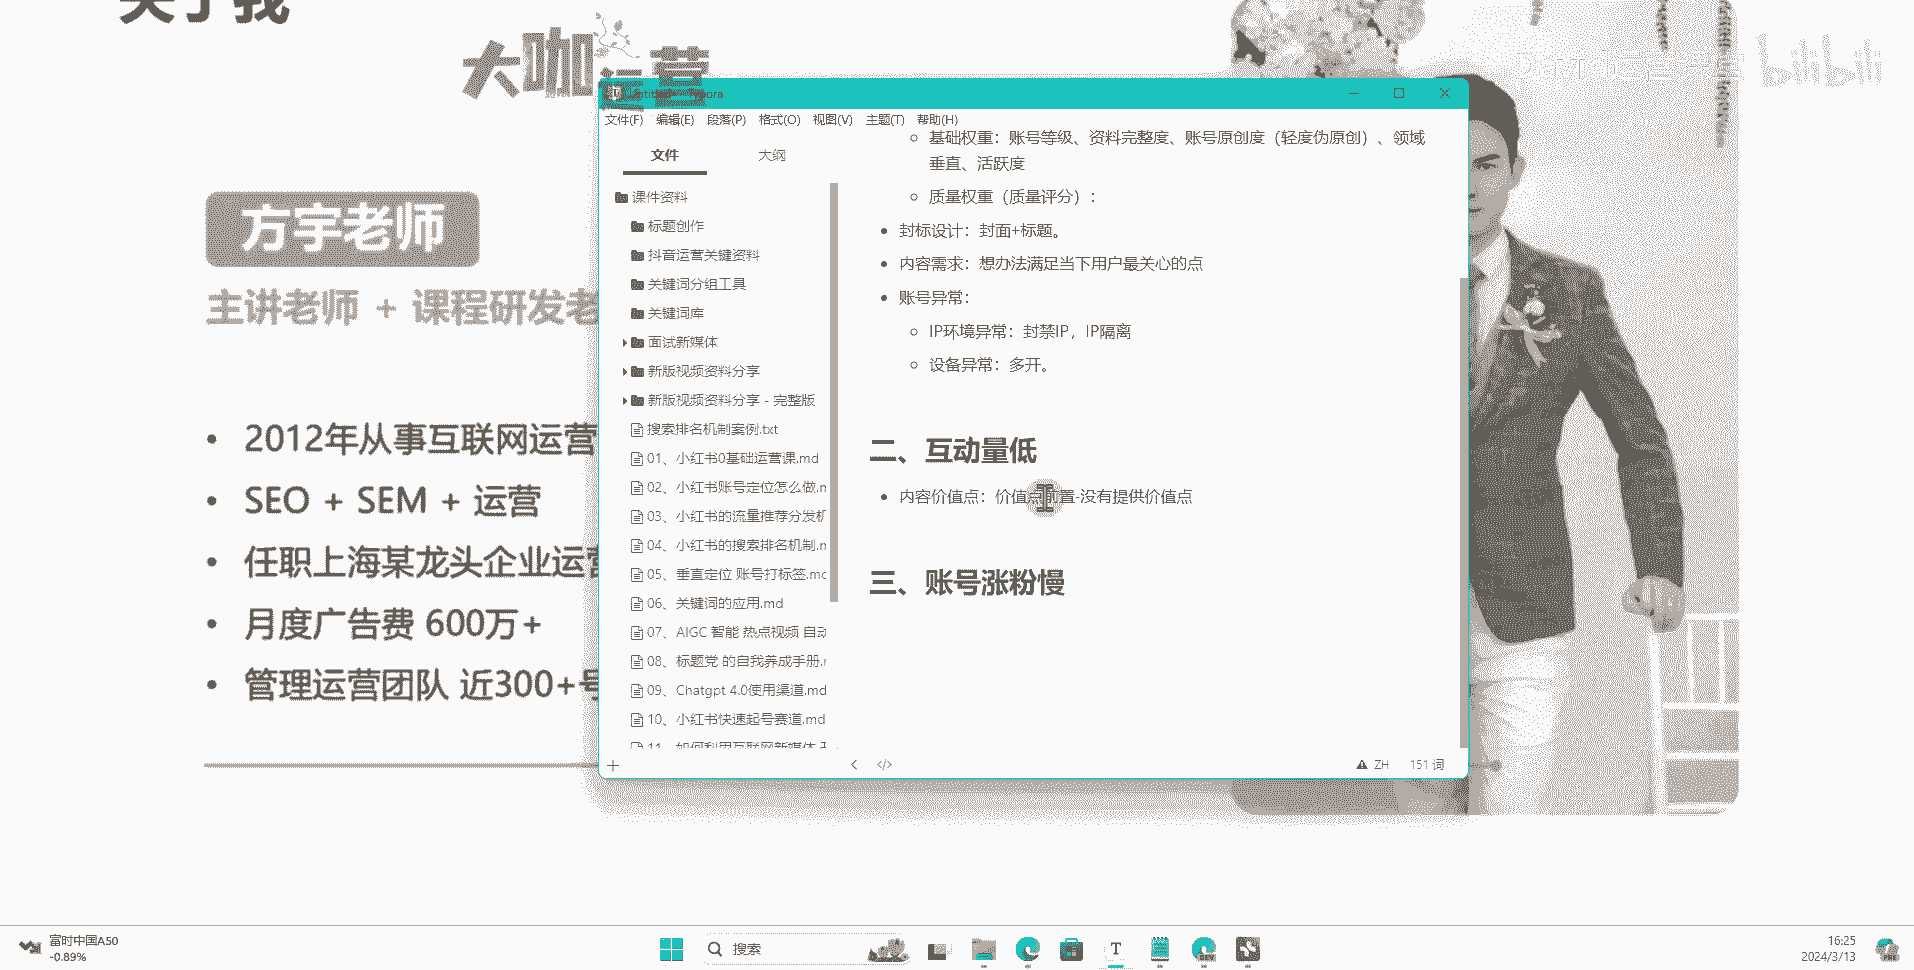 关于我
大咖运营
bilibili
方宇老师
主讲老师 + 课程研发老
2012年从事互联网运营
SEO + SEM + 运营
任职上海某龙头企业运营
月度广告费 600万+
管理运营团队 近300+号
文件(F) 编辑(E) 段落(P) 格式(O) 视图(V) 主题(T) 帮助(H)
文件 大纲
课件资料
标题创作
抖音运营关键资料
关键词分组工具
关键词库
面试新媒体
新版视频资料分享
新版视频资料分享 - 完整版
搜索排名机制案例.txt
01、小红书0基础运营课.md
02、小红书账号定位怎么做.m
03、小红书的流量推荐分发机
04、小红书的搜索排名机制.m
05、垂直定位 账号打标签.md
06、关键词的应用.md
07、AIGC 智能 热点视频 自动
08、标题党 的自我养成手册.
09、Chatgpt 4.0使用渠道.md
10、小红书快速起号赛道.md
11、如何利用互联网新媒体
基础权重：账号等级、资料完整度、账号原创度（轻度伪原创）、领域
垂直、活跃度
质量权重（质量评分）：
封标设计：封面+标题。
内容需求：想办法满足当下用户最关心的点
账号异常：
IP环境异常：封禁IP，IP隔离
设备异常：多开。
二、互动量低
内容价值点：价值点前置-没有提供价值点
三、账号涨粉慢
ZH 151 词
富时中国A50
-0.89%
搜索
16:25
2024/3/13